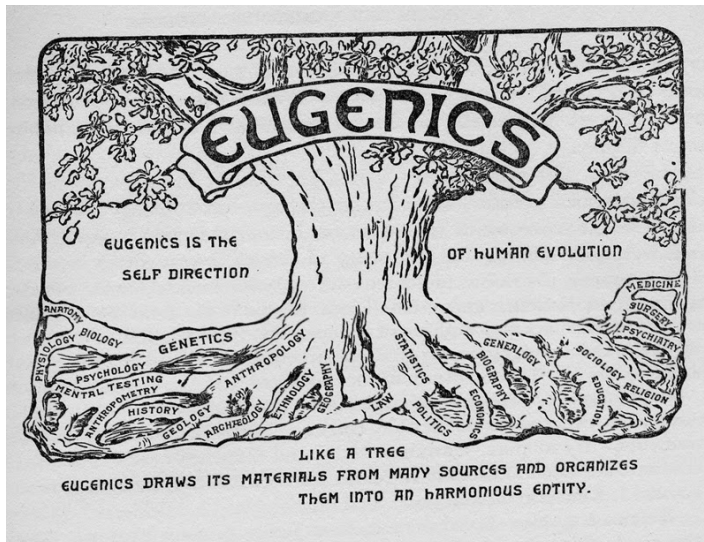 EUGENICS
EUGENICS IS THE
SELF DIRECTION
OF HUMAN EVOLUTION
ANATOMY
PHYSIOLOGY
BIOLOGY
GENETICS
PSYCHOLOGY
MENTAL TESTING
ANTHROPOMETRY
HISTORY
GEOLOGY
ANTHROPOLOGY
ARCHÆOLOGY
ETHNOLOGY
GEOGRAPHY
LAW
STATISTICS
POLITICS
ECONOMICS
BIOGRAPHY
GENEALOGY
EDUCATION
SOCIOLOGY
RELIGION
PSYCHIATRY
SURGERY
MEDICINE
LIKE A TREE
EUGENICS DRAWS ITS MATERIALS FROM MANY SOURCES AND ORGANIZES
THEM INTO AN HARMONIOUS ENTITY.